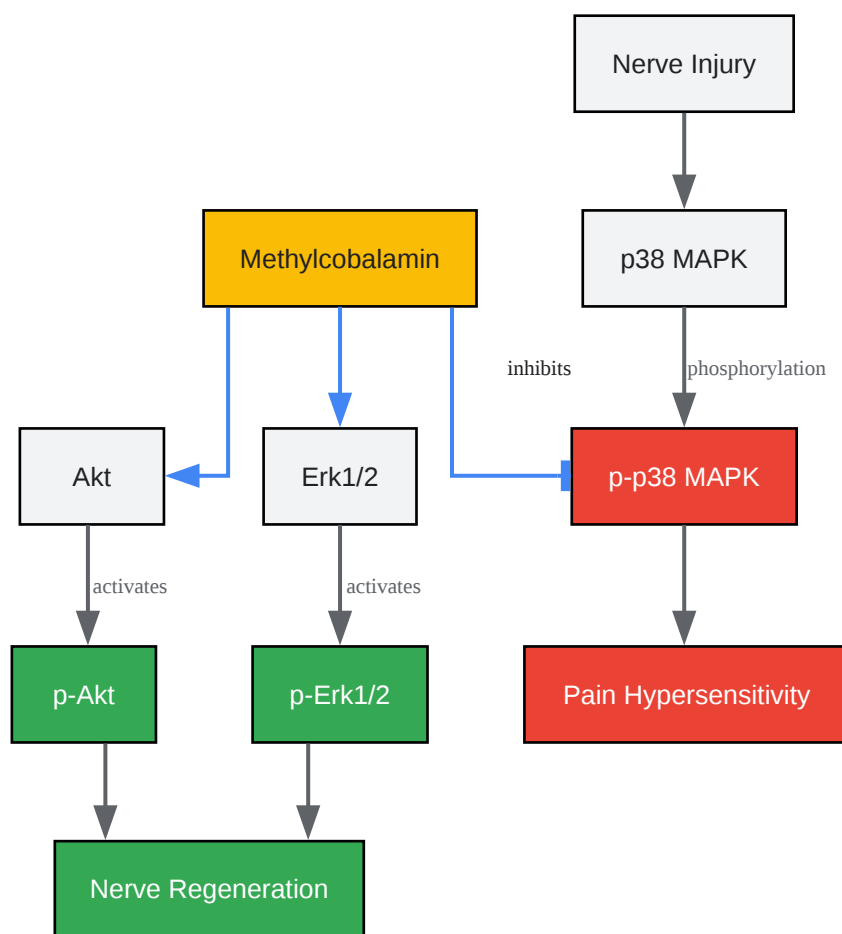 Nerve Injury
Methylcobalamin
p38 MAPK
inhibits
phosphorylation
Akt
Erk1/2
p-p38 MAPK
activates
activates
p-Akt
p-Erk1/2
Pain Hypersensitivity
Nerve Regeneration